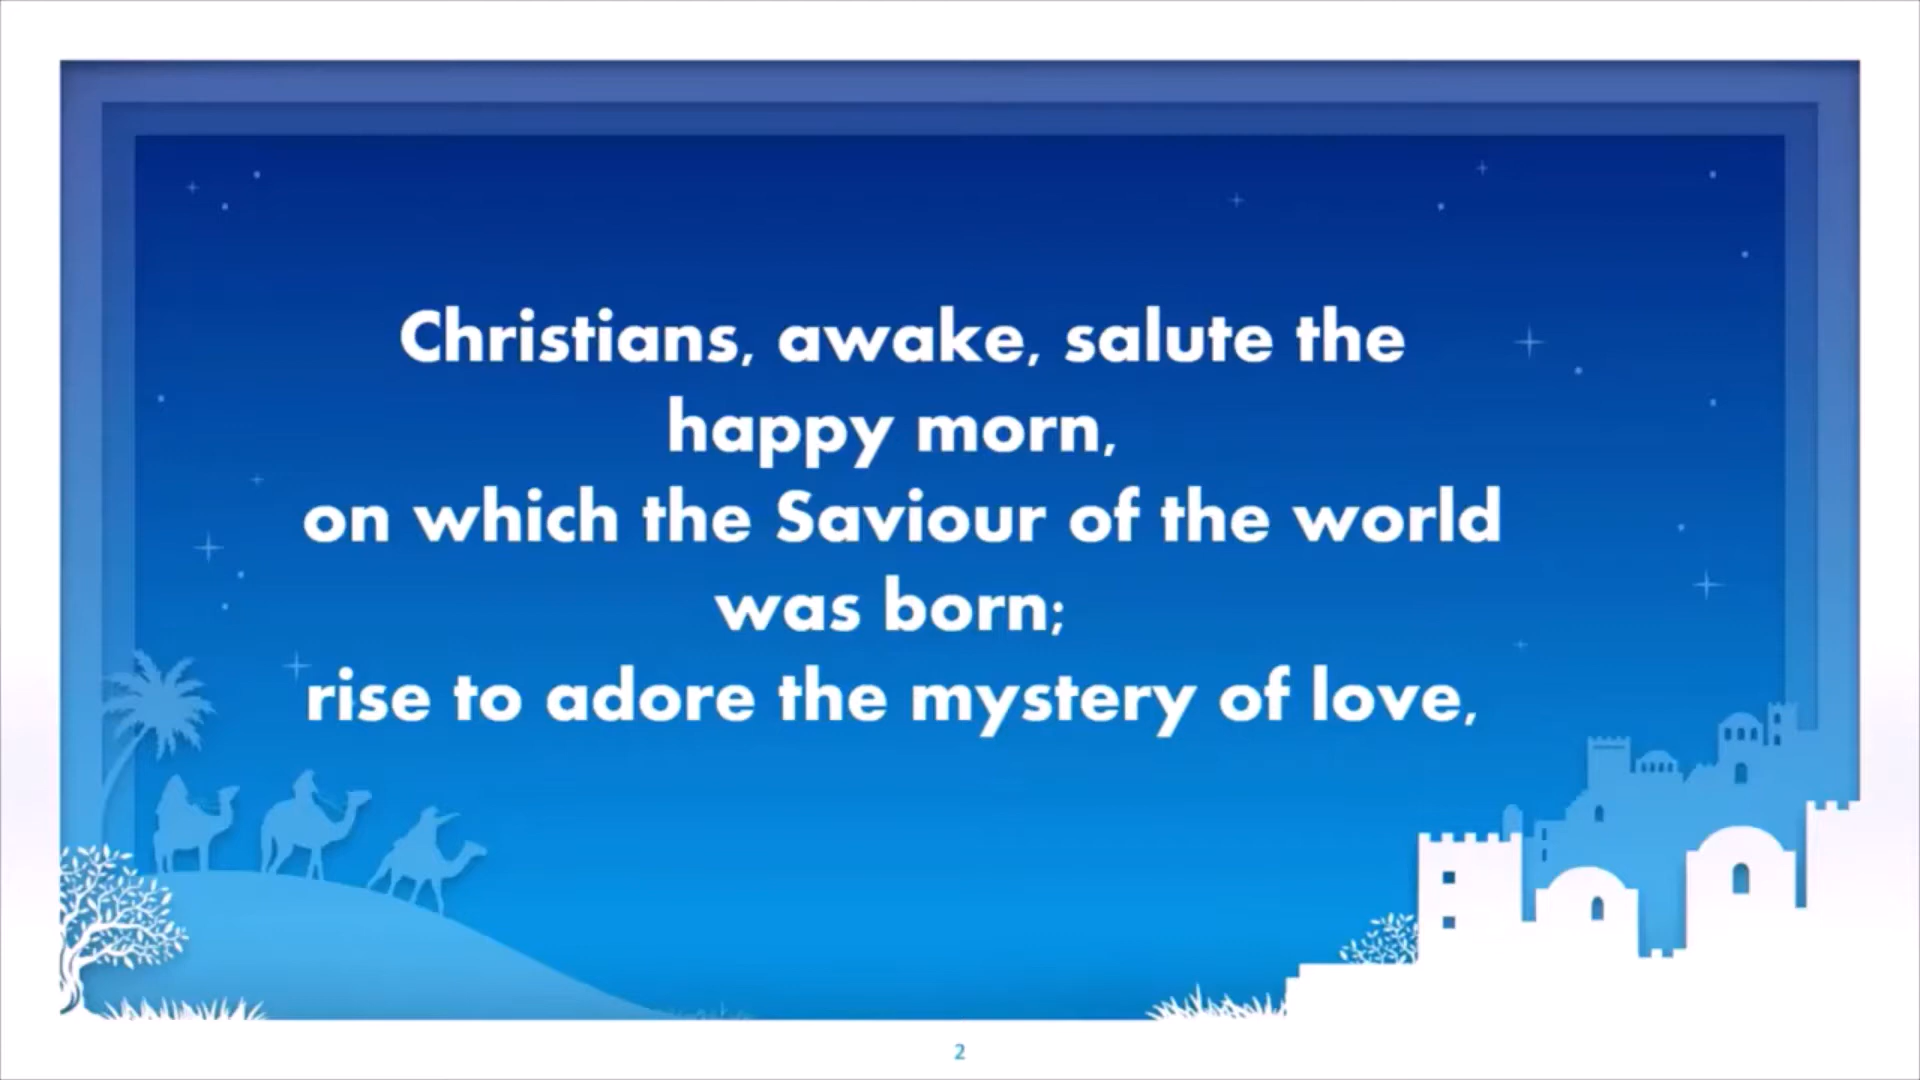 Christians, awake, salute the
happy morn,
on which the Saviour of the world
was born;
rise to adore the mystery of love,
2